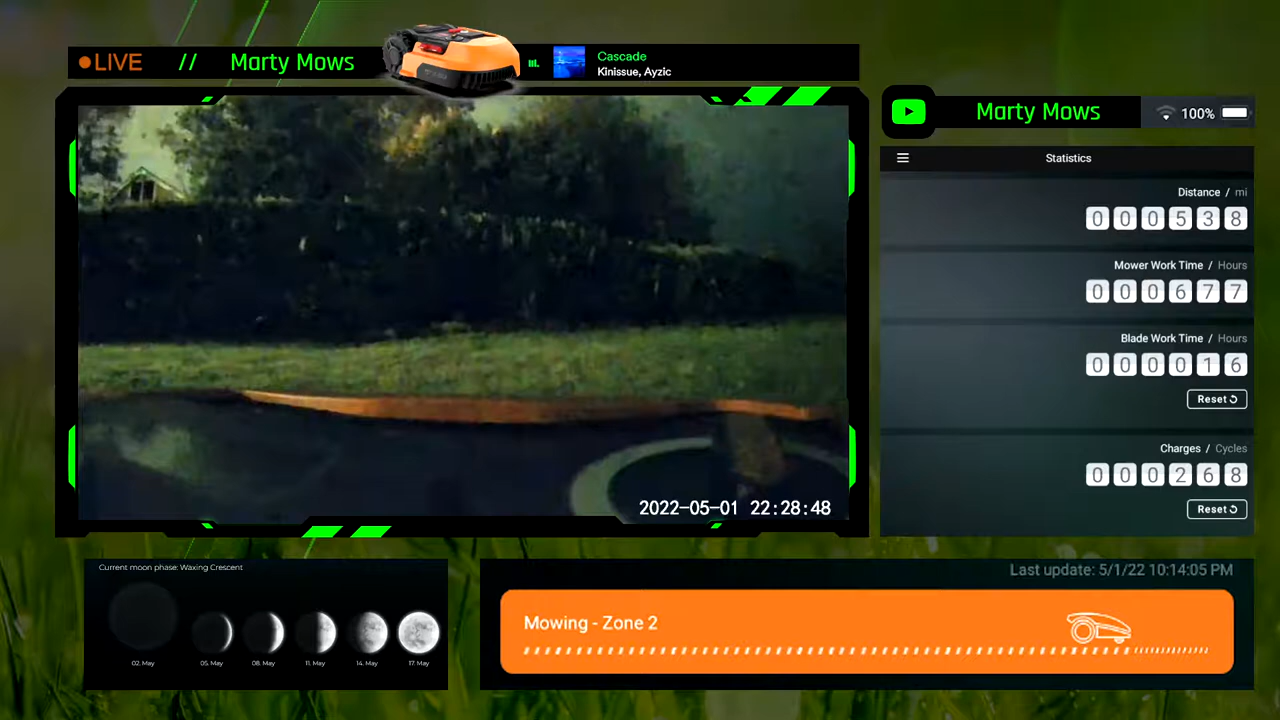 LIVE // Marty Mows
Cascade
Kinissue, Ayzic
Marty Mows
100%
Statistics
Distance / mi
000538
Mower Work Time / Hours
000677
Blade Work Time / Hours
000016
Reset
Charges / Cycles
000268
Reset
2022-05-01 22:28:48
Current moon phase: Waxing Crescent
02. May 05. May 08. May 11. May 14. May 17. May
Last update: 5/1/22 10:14:05 PM
Mowing - Zone 2